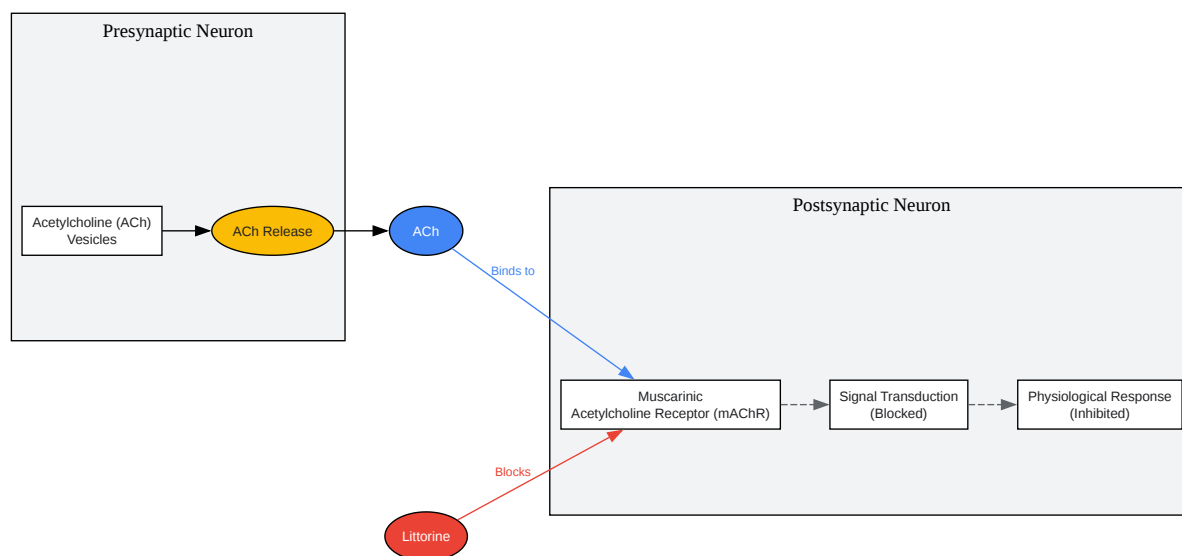 Presynaptic Neuron
Acetylcholine (ACh)
Vesicles
ACh Release
ACh
Binds to
Postsynaptic Neuron
Muscarinic
Acetylcholine Receptor (mAChR)
Signal Transduction
(Blocked)
Physiological Response
(Inhibited)
Blocks
Littorine